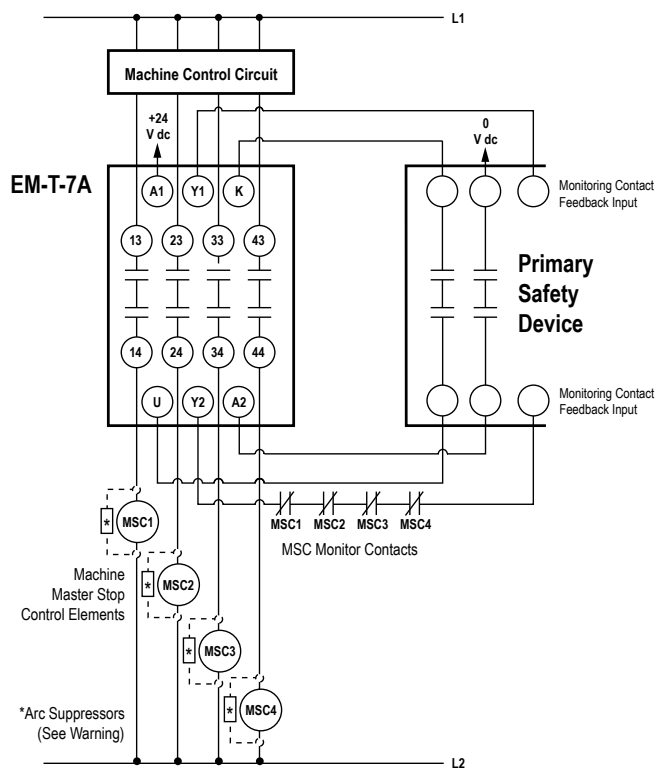 L1
Machine Control Circuit
+24
V dc
0
V dc
EM-T-7A
A1
Y1
K
Monitoring Contact
Feedback Input
13
23
33
43
Primary
Safety
Device
14
24
34
44
U
Y2
A2
Monitoring Contact
Feedback Input
MSC1
MSC2
MSC3
MSC4
MSC Monitor Contacts
*
MSC1
*
MSC2
Machine
Master Stop
Control Elements
*
MSC3
*
MSC4
*Arc Suppressors
(See Warning)
L2